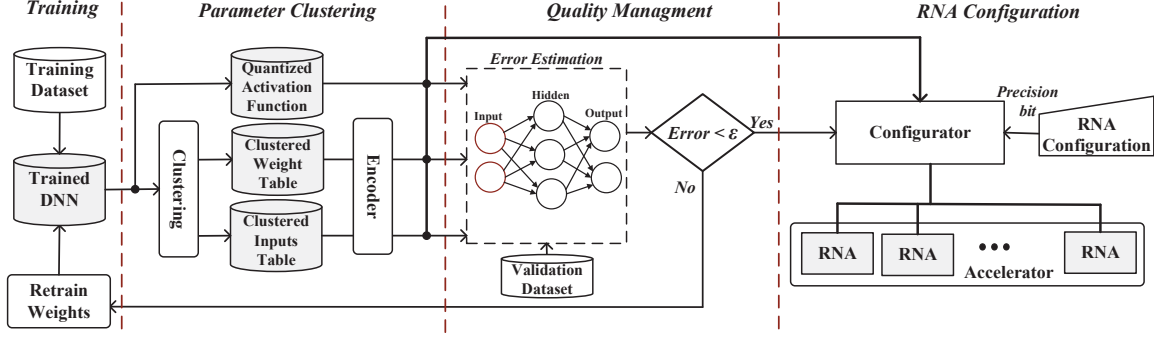 Training
Parameter Clustering
Quality Managment
RNA Configuration
Training
Dataset
Trained
DNN
Retrain
Weights
Quantized
Activation
Function
Clustering
Clustered
Weight
Table
Clustered
Inputs
Table
Encoder
Error Estimation
Input
Hidden
Output
Validation
Dataset
Error < ε
Yes
No
Configurator
Precision
bit
RNA
Configuration
RNA
RNA
•••
RNA
Accelerator